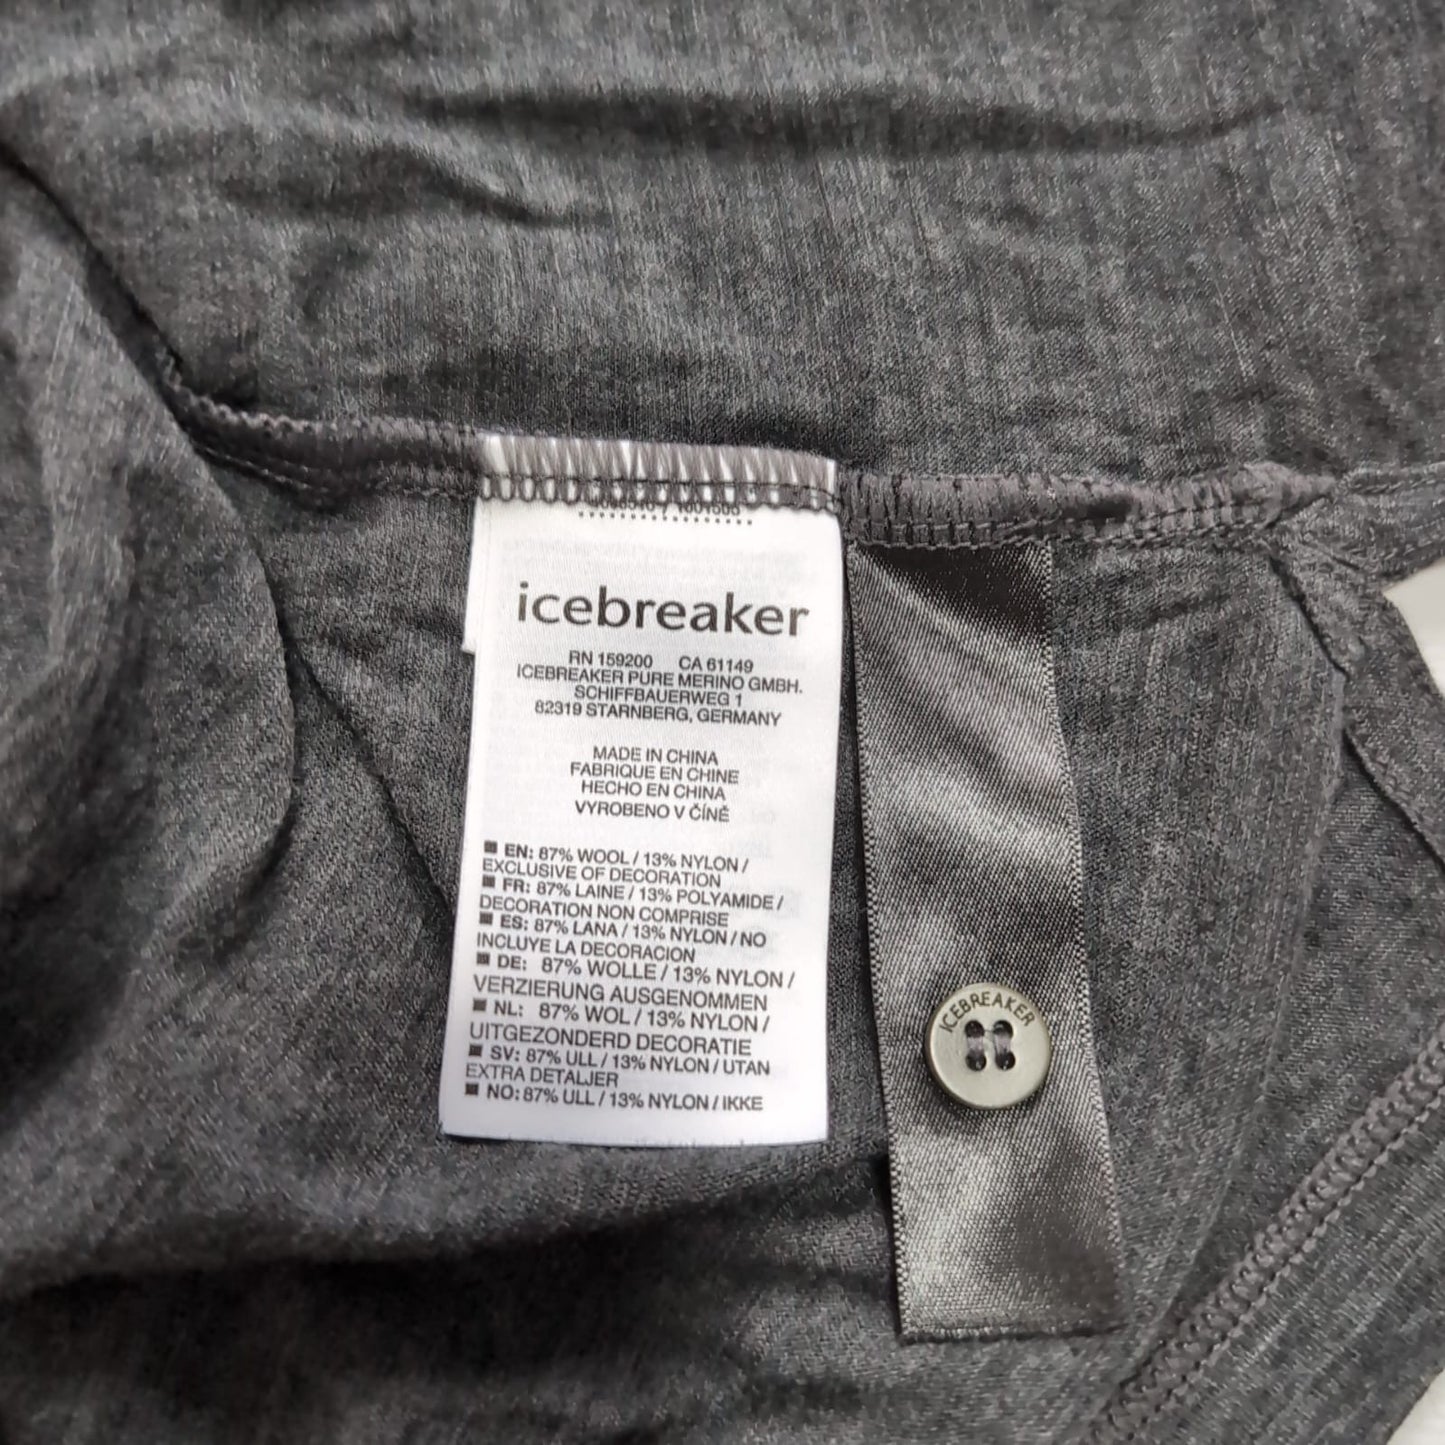 icebreaker
RN 159200 CA 61149
ICEBREAKER PURE MERINO GMBH.
SCHIFFBAUERWEG 1
82319 STARNBERG, GERMANY
MADE IN CHINA
FABRIQUE EN CHINE
HECHO EN CHINA
VYROBENO V ČÍNĚ
EN: 87% WOOL / 13% NYLON /
EXCLUSIVE OF DECORATION
FR: 87% LAINE / 13% POLYAMIDE /
DECORATION NON COMPRISE
ES: 87% LANA / 13% NYLON / NO
INCLUYE LA DECORACION
DE: 87% WOLLE / 13% NYLON /
VERZIERUNG AUSGENOMMEN
NL: 87% WOL / 13% NYLON /
UITGEZONDERD DECORATIE
SV: 87% ULL / 13% NYLON / UTAN
EXTRA DETALJER
NO: 87% ULL / 13% NYLON / IKKE
ICEBREAKER